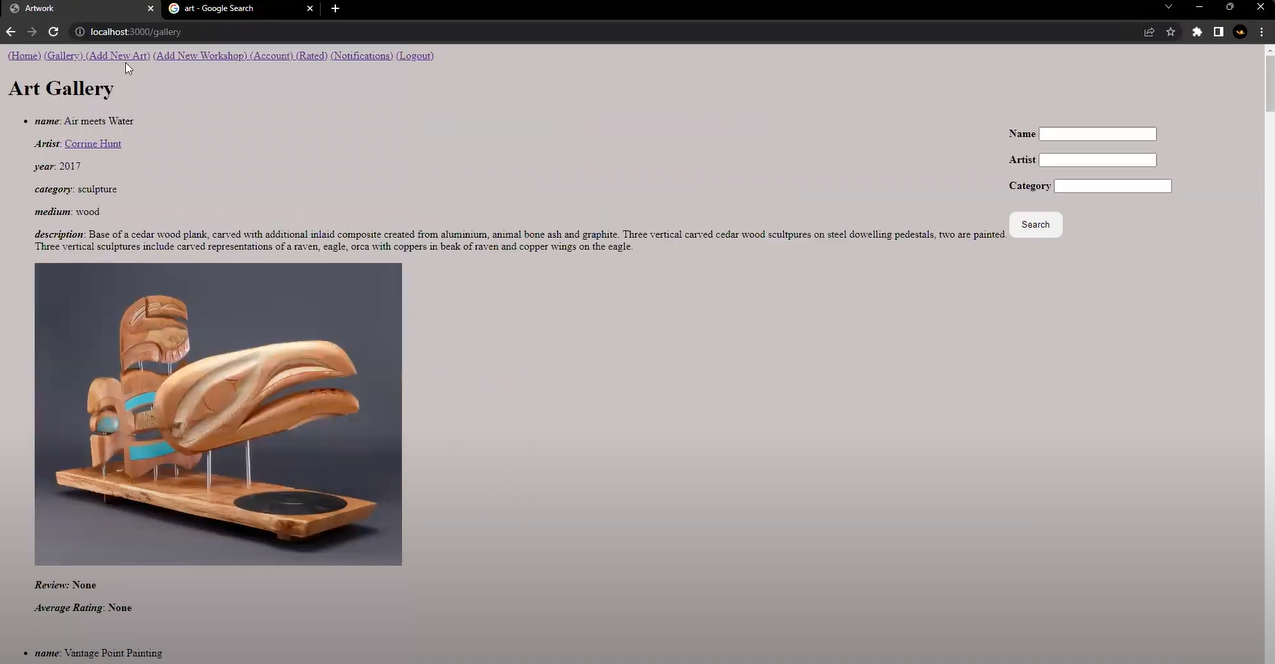 Artwork
art - Google Search
localhost:3000/gallery
(Home) (Gallery) (Add New Art) (Add New Workshop) (Account) (Rated) (Notifications) (Logout)
Art Gallery
name: Air meets Water
Artist: Corrine Hunt
year: 2017
category: sculpture
medium: wood
description: Base of a cedar wood plank, carved with additional inlaid composite created from aluminium, animal bone ash and graphite. Three vertical carved cedar wood scultpures on steel dowelling pedestals, two are painted.
Three vertical sculptures include carved representations of a raven, eagle, orca with coppers in beak of raven and copper wings on the eagle.
Name
Artist
Category
Search
Review: None
Average Rating: None
name: Vantage Point Painting